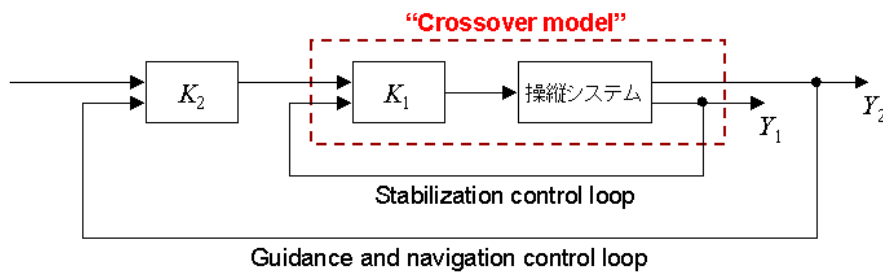 “Crossover model”
K2
K1
操縦システム
Y1
Y2
Stabilization control loop
Guidance and navigation control loop